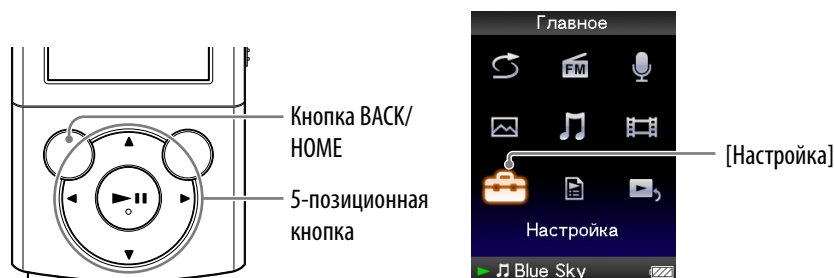 Кнопка BACK/
HOME
5-позиционная
кнопка
Главное
FM
[Настройка]
Настройка
Blue Sky